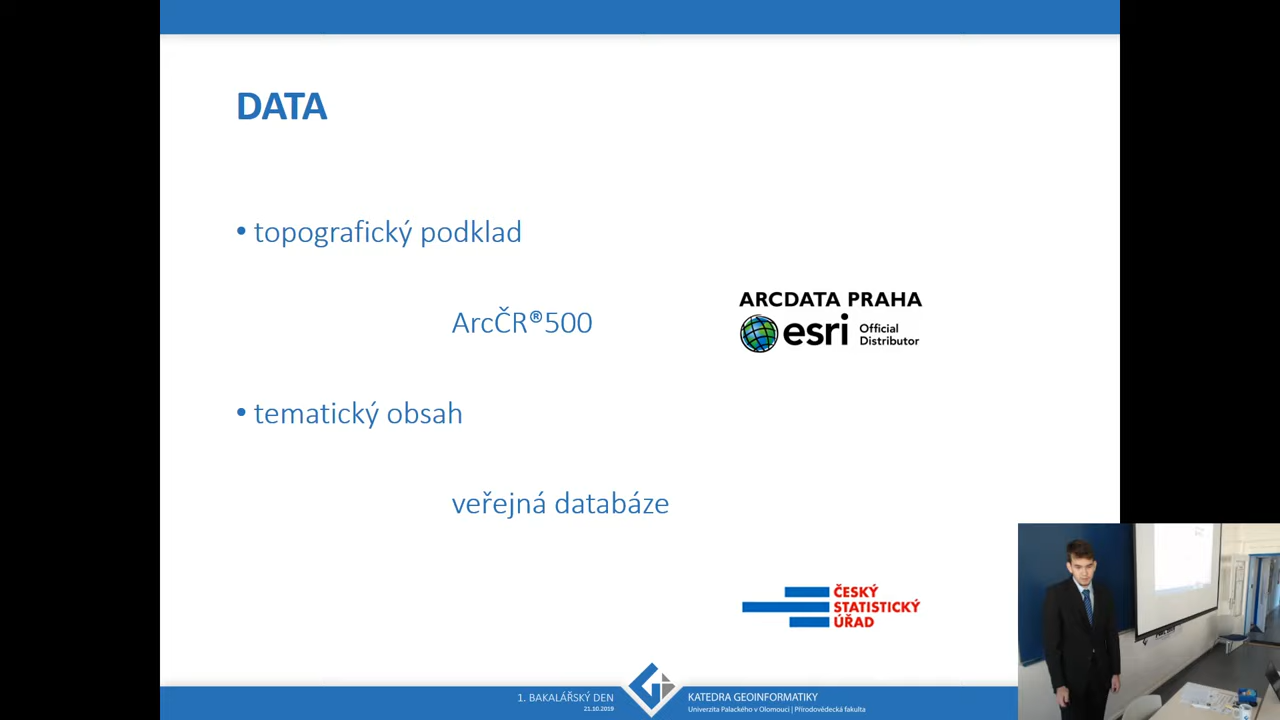 DATA
• topografický podklad
ArcČR®500
ARCDATA PRAHA
esri Official
Distributor
• tematický obsah
veřejná databáze
ČESKÝ
STATISTICKÝ
ÚŘAD
1. BAKALÁŘSKÝ DEN
21.10.2019
KATEDRA GEOINFORMATIKY
Univerzita Palackého v Olomouci | Přírodovědecká fakulta